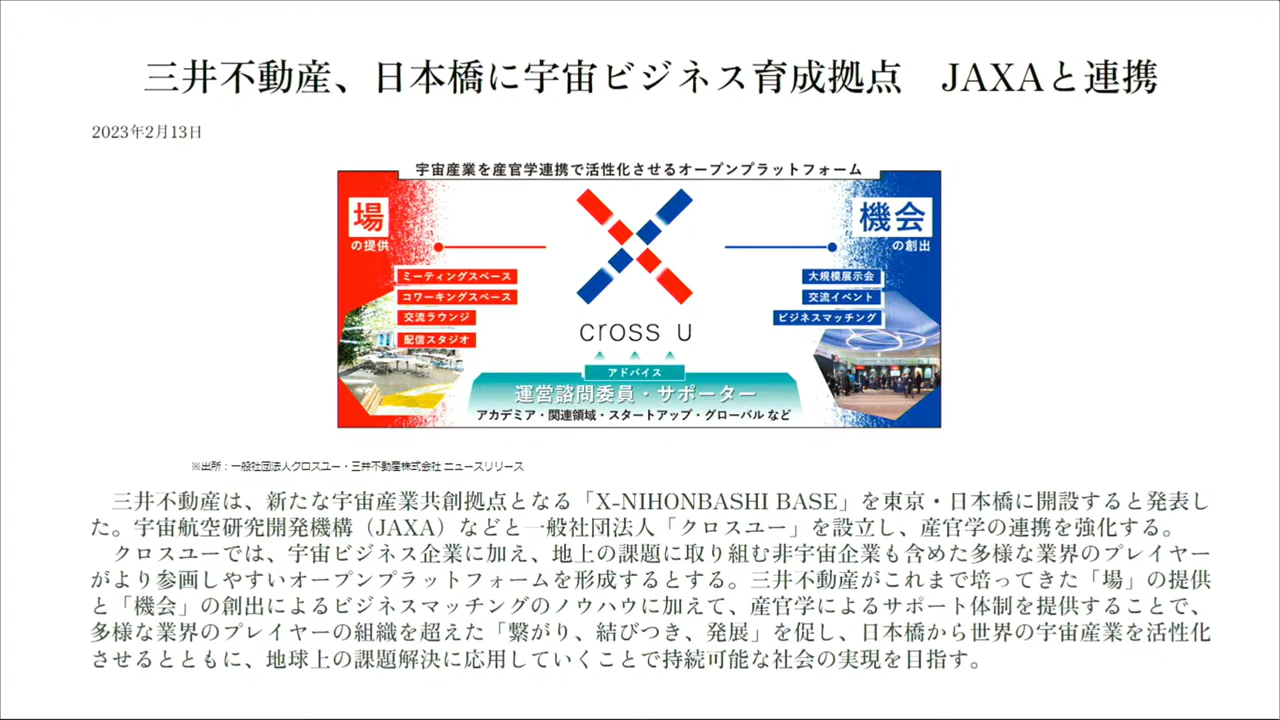 三井不動産、日本橋に宇宙ビジネス育成拠点　JAXAと連携
2023年2月13日
宇宙産業を産官学連携で活性化させるオープンプラットフォーム
場
の提供
ミーティングスペース
コワーキングスペース
交流ラウンジ
配信スタジオ
cross u
機会
の創出
大規模展示会
交流イベント
ビジネスマッチング
アドバイス
運営諮問委員・サポーター
アカデミア・関連領域・スタートアップ・グローバル など
※出所：一般社団法人クロスユー・三井不動産株式会社 ニュースリリース
三井不動産は、新たな宇宙産業共創拠点となる「X-NIHONBASHI BASE」を東京・日本橋に開設すると発表し
た。宇宙航空研究開発機構（JAXA）などと一般社団法人「クロスユー」を設立し、産官学の連携を強化する。
クロスユーでは、宇宙ビジネス企業に加え、地上の課題に取り組む非宇宙企業も含めた多様な業界のプレイヤー
がより参画しやすいオープンプラットフォームを形成するとする。三井不動産がこれまで培ってきた「場」の提供
と「機会」の創出によるビジネスマッチングのノウハウに加えて、産官学によるサポート体制を提供することで、
多様な業界のプレイヤーの組織を超えた「繋がり、結びつき、発展」を促し、日本橋から世界の宇宙産業を活性化
させるとともに、地球上の課題解決に応用していくことで持続可能な社会の実現を目指す。